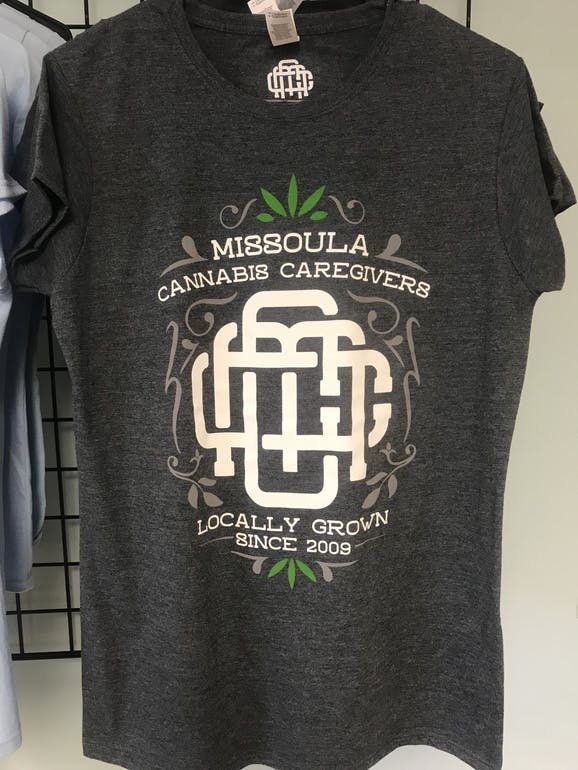 MISSOULA
CANNABIS CAREGIVERS
MCC
LOCALLY GROWN
SINCE 2009